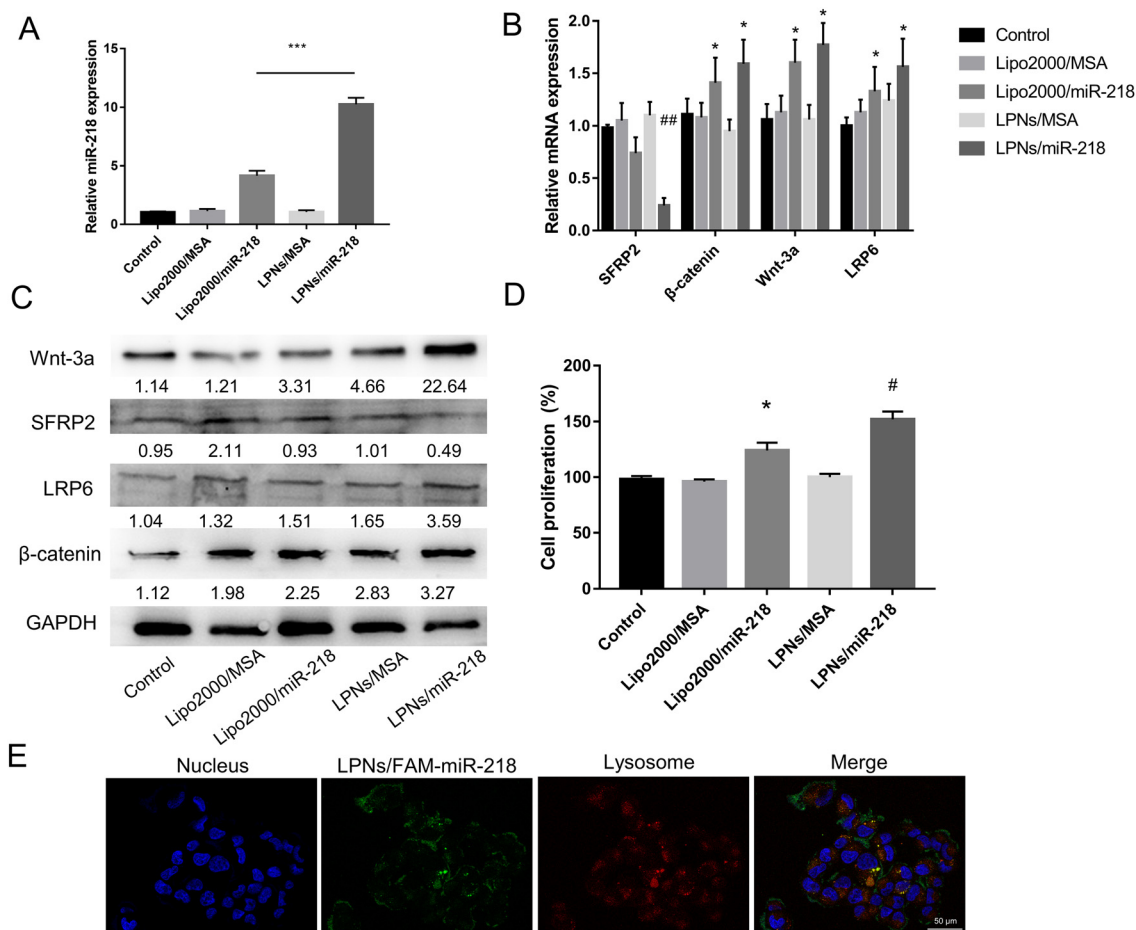 A
Relative miR-218 expression
15
10
5
0
***
Control
Lipo2000/MSA
Lipo2000/miR-218
LPNs/MSA
LPNs/miR-218
B
Relative mRNA expression
2.0
1.5
1.0
0.5
0.0
##
* * * * * *
SFRP2
β-catenin
Wnt-3a
LRP6
Control
Lipo2000/MSA
Lipo2000/miR-218
LPNs/MSA
LPNs/miR-218
C
Wnt-3a
1.14 1.21 3.31 4.66 22.64
SFRP2
0.95 2.11 0.93 1.01 0.49
LRP6
1.04 1.32 1.51 1.65 3.59
β-catenin
1.12 1.98 2.25 2.83 3.27
GAPDH
Control
Lipo2000/MSA
Lipo2000/miR-218
LPNs/MSA
LPNs/miR-218
D
Cell proliferation (%)
200
150
100
50
0
*
#
Control
Lipo2000/MSA
Lipo2000/miR-218
LPNs/MSA
LPNs/miR-218
E
Nucleus
LPNs/FAM-miR-218
Lysosome
Merge
50 μm